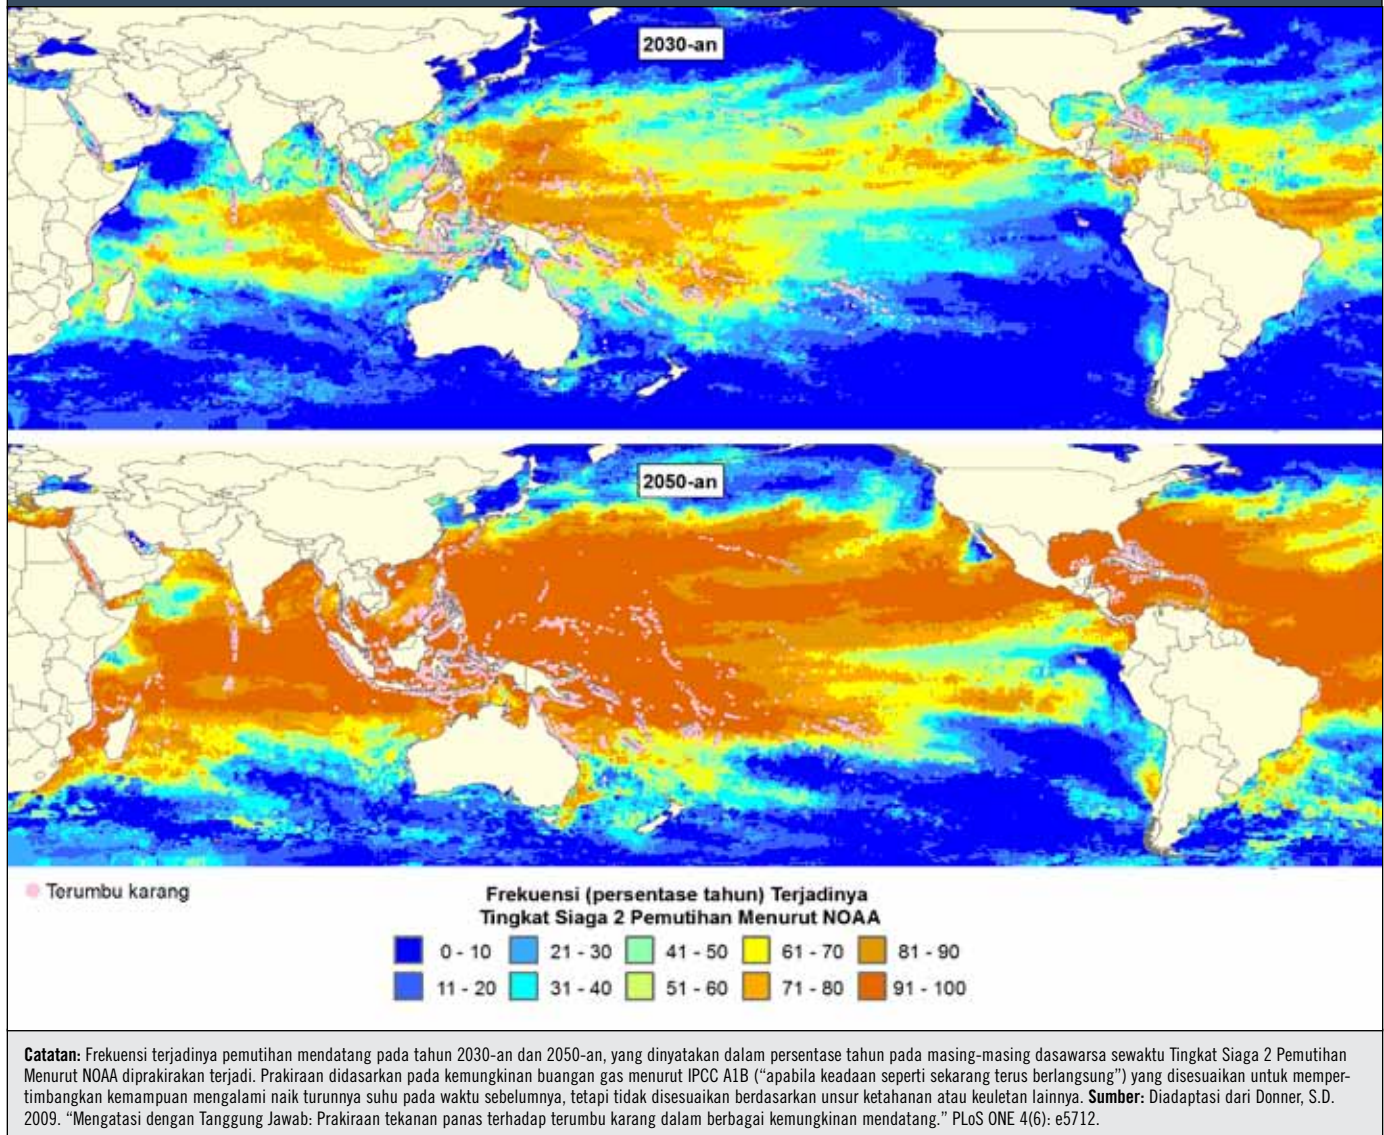 2030-an
2050-an
Terumbu karang
Frekuensi (persentase tahun) Terjadinya
Tingkat Siaga 2 Pemutihan Menurut NOAA
0 - 10 21 - 30 41 - 50 61 - 70 81 - 90
11 - 20 31 - 40 51 - 60 71 - 80 91 - 100
Catatan: Frekuensi terjadinya pemutihan mendatang pada tahun 2030-an dan 2050-an, yang dinyatakan dalam persentase tahun pada masing-masing dasawarsa sewaktu Tingkat Siaga 2 Pemutihan
Menurut NOAA diprakirakan terjadi. Prakiraan didasarkan pada kemungkinan buangan gas menurut IPCC A1B (“apabila keadaan seperti sekarang terus berlangsung”) yang disesuaikan untuk memper-
timbangkan kemampuan mengalami naik turunnya suhu pada waktu sebelumnya, tetapi tidak disesuaikan berdasarkan unsur ketahanan atau keuletan lainnya. Sumber: Diadaptasi dari Donner, S.D.
2009. “Mengatasi dengan Tanggung Jawab: Prakiraan tekanan panas terhadap terumbu karang dalam berbagai kemungkinan mendatang.” PLoS ONE 4(6): e5712.